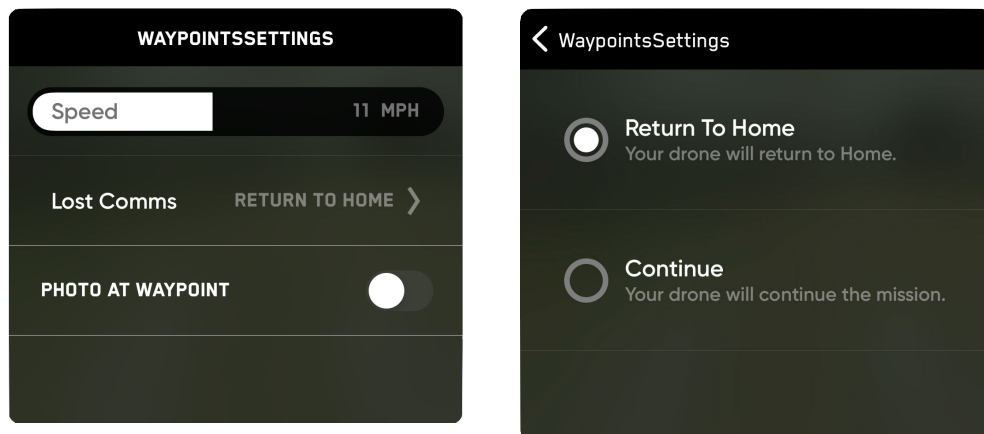 WAYPOINTSSETTINGS
Speed 11 MPH
Lost Comms RETURN TO HOME
PHOTO AT WAYPOINT
WaypointsSettings
Return To Home
Your drone will return to Home.
Continue
Your drone will continue the mission.